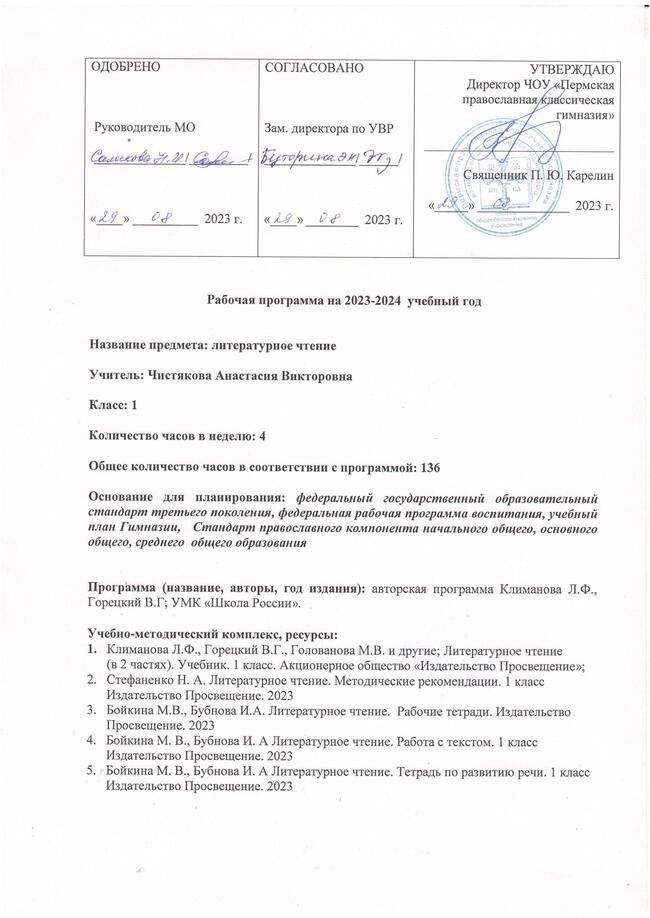 ОДОБРЕНО
Руководитель МО
«29» 08 2023 г.
СОГЛАСОВАНО
Зам. директора по УВР
Буторина Э.Н.
«29» 08 2023 г.
УТВЕРЖДАЮ
Директор ЧОУ «Пермская
православная классическая
гимназия»
Священник П. Ю. Карелин
«29» 08 2023 г.
общеобразовательное
учреждение
Рабочая программа на 2023-2024 учебный год
Название предмета: литературное чтение
Учитель: Чистякова Анастасия Викторовна
Класс: 1
Количество часов в неделю: 4
Общее количество часов в соответствии с программой: 136
Основание для планирования: федеральный государственный образовательный
стандарт третьего поколения, федеральная рабочая программа воспитания, учебный
план Гимназии, Стандарт православного компонента начального общего, основного
общего, среднего общего образования
Программа (название, авторы, год издания): авторская программа Климанова Л.Ф.,
Горецкий В.Г; УМК «Школа России».
Учебно-методический комплекс, ресурсы:
1. Климанова Л.Ф., Горецкий В.Г., Голованова М.В. и другие; Литературное чтение
(в 2 частях). Учебник. 1 класс. Акционерное общество «Издательство Просвещение»;
2. Стефаненко Н. А. Литературное чтение. Методические рекомендации. 1 класс
Издательство Просвещение. 2023
3. Бойкина М.В., Бубнова И.А. Литературное чтение. Рабочие тетради. Издательство
Просвещение. 2023
4. Бойкина М. В., Бубнова И. А Литературное чтение. Работа с текстом. 1 класс
Издательство Просвещение. 2023
5. Бойкина М. В., Бубнова И. А Литературное чтение. Тетрадь по развитию речи. 1 класс
Издательство Просвещение. 2023